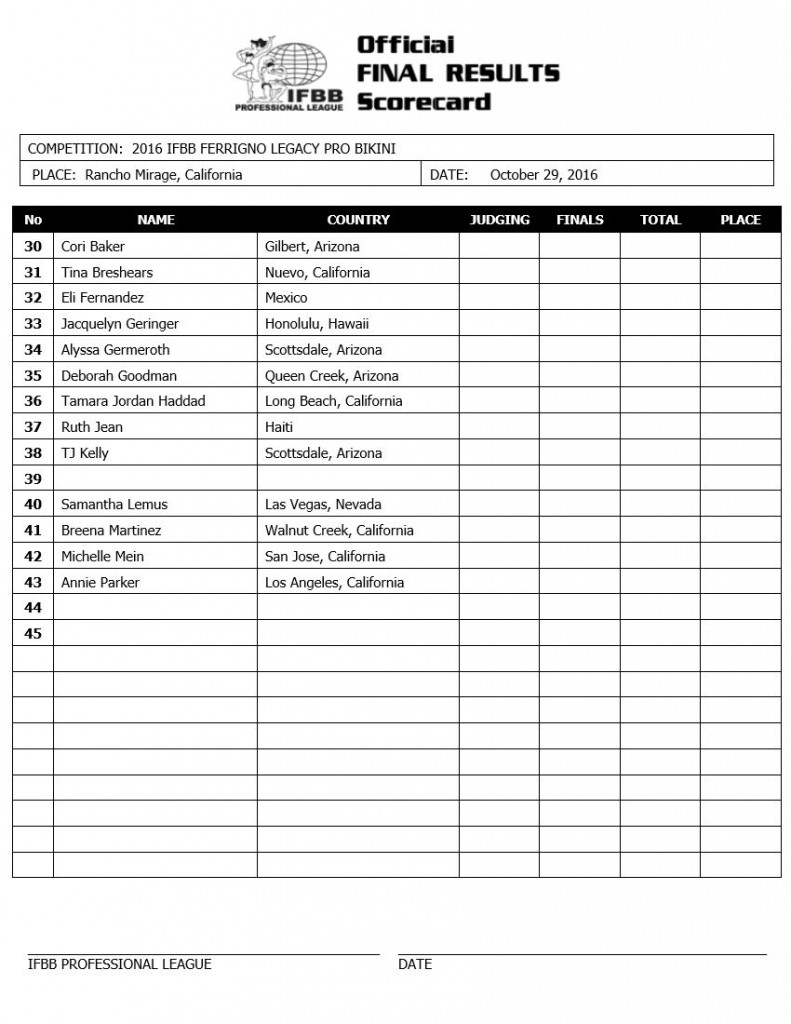 IFBB
PROFESSIONAL LEAGUE
Official
FINAL RESULTS
Scorecard
COMPETITION: 2016 IFBB FERRIGNO LEGACY PRO BIKINI
PLACE: Rancho Mirage, California DATE: October 29, 2016
No NAME COUNTRY JUDGING FINALS TOTAL PLACE
30 Cori Baker Gilbert, Arizona
31 Tina Breshears Nuevo, California
32 Eli Fernandez Mexico
33 Jacquelyn Geringer Honolulu, Hawaii
34 Alyssa Germeroth Scottsdale, Arizona
35 Deborah Goodman Queen Creek, Arizona
36 Tamara Jordan Haddad Long Beach, California
37 Ruth Jean Haiti
38 TJ Kelly Scottsdale, Arizona
39
40 Samantha Lemus Las Vegas, Nevada
41 Breena Martinez Walnut Creek, California
42 Michelle Mein San Jose, California
43 Annie Parker Los Angeles, California
44
45
IFBB PROFESSIONAL LEAGUE DATE